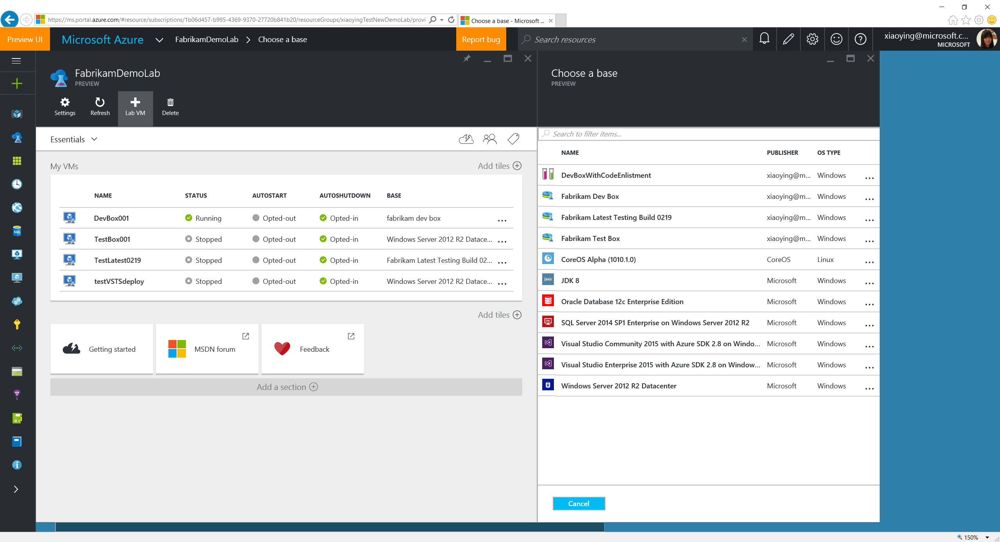 https://ms.portal.azure.com/#resource/subscriptions/1b06d457-b995-4369-9370-27720b841b20/resourceGroups/xiaoyingTestNewDemoLab/provi
Choose a base - Microsoft ...
Preview UI
Microsoft Azure
FabrikamDemoLab
Choose a base
Report bug
Search resources
xiaoying@microsoft.c...
MICROSOFT
FabrikamDemoLab
PREVIEW
Settings
Refresh
Lab VM
Delete
Essentials
My VMs
Add tiles
NAME STATUS AUTOSTART AUTOSHUTDOWN BASE
DevBox001 Running Opted-out Opted-in fabrikam dev box ...
TestBox001 Stopped Opted-out Opted-in Windows Server 2012 R2 Datace... ...
TestLatest0219 Stopped Opted-out Opted-in Fabrikam Latest Testing Build 02... ...
testVSTSdeploy Stopped Opted-out Opted-in Windows Server 2012 R2 Datace... ...
Add tiles
Getting started
MSDN forum
Feedback
Add a section
Choose a base
PREVIEW
Search to filter items...
NAME PUBLISHER OS TYPE
DevBoxWithCodeEnlistment xiaoying@m... Windows ...
Fabrikam Dev Box xiaoying@m... Windows ...
Fabrikam Latest Testing Build 0219 xiaoying@m... Windows ...
Fabrikam Test Box xiaoying@m... Windows ...
CoreOS Alpha (1010.1.0) CoreOS Linux ...
Java JDK 8 Microsoft Windows ...
Oracle Database 12c Enterprise Edition Microsoft Windows ...
SQL SQL Server 2014 SP1 Enterprise on Windows Server 2012 R2 Microsoft Windows ...
Visual Studio Community 2015 with Azure SDK 2.8 on Windo... Microsoft Windows ...
Visual Studio Enterprise 2015 with Azure SDK 2.8 on Window... Microsoft Windows ...
Windows Server 2012 R2 Datacenter Microsoft Windows ...
Cancel
SQL
150%